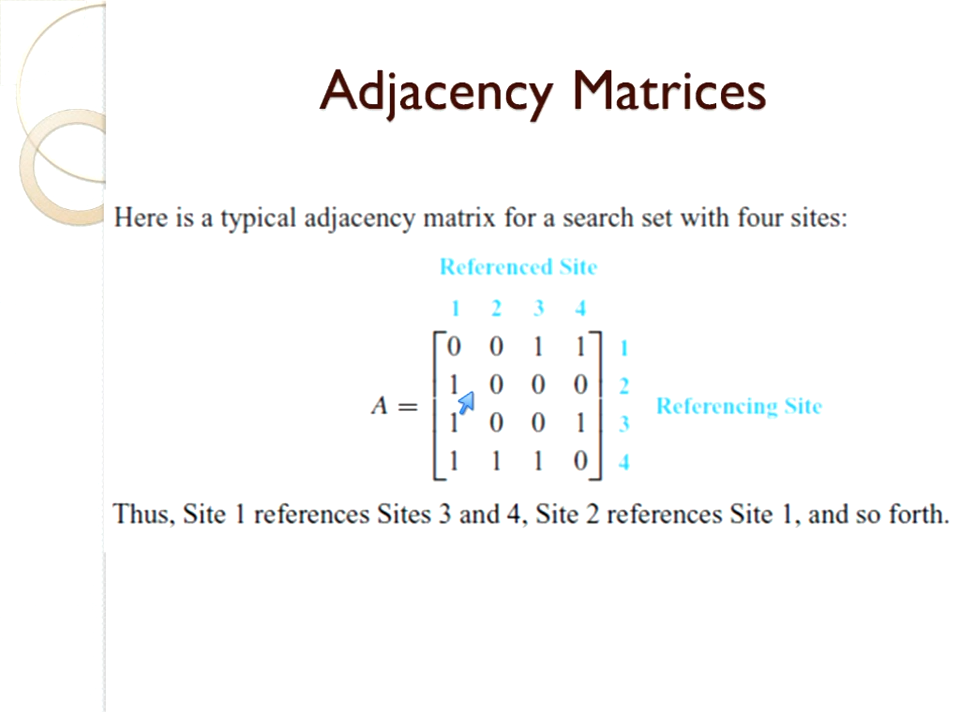 Adjacency Matrices
Here is a typical adjacency matrix for a search set with four sites:
Referenced Site
1 2 3 4
0 0 1 1 1
1 0 0 0 2
A =
Referencing Site
1 0 0 1 3
1 1 1 0 4
Thus, Site 1 references Sites 3 and 4, Site 2 references Site 1, and so forth.